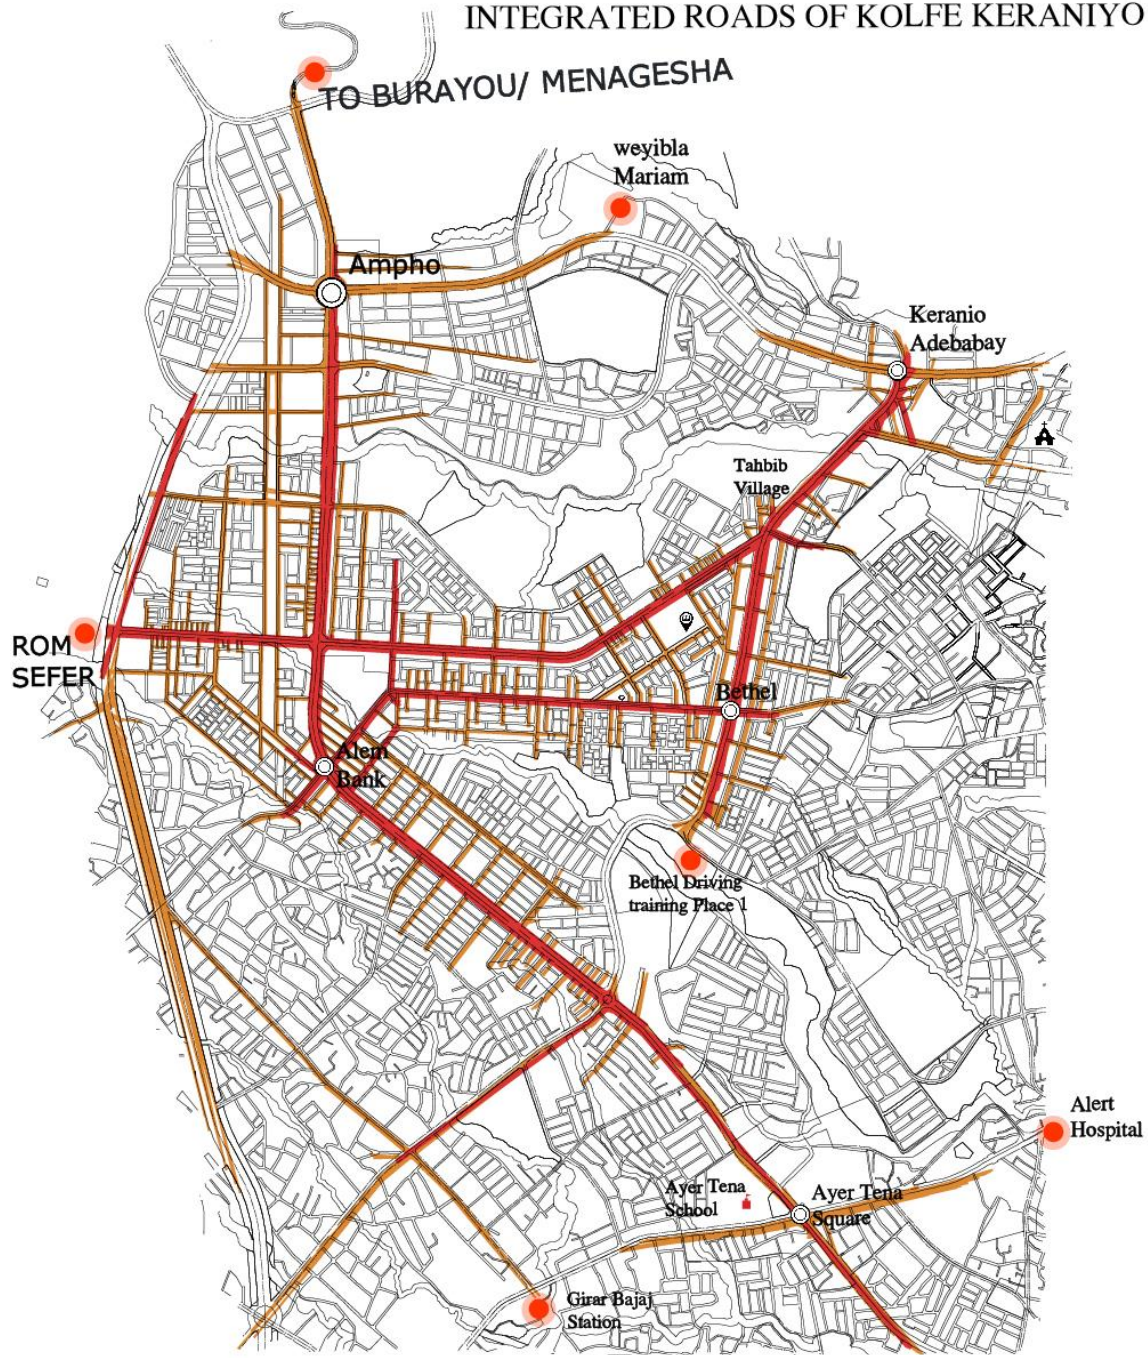 INTEGRATED ROADS OF KOLFE KERANIYO
TO BURAYOU/ MENAGESHA
weyibla
Mariam
Ampho
Keranio
Adebabay
Tahbib
Village
ROM
SEFER
Bethel
Alem
Bank
Bethel Driving
training Place 1
Alert
Hospital
Ayer Tena
School
Ayer Tena
Square
Girar Bajaj
Station